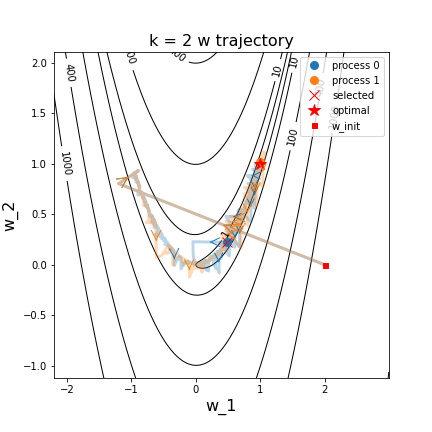 k = 2 w trajectory
process 0
process 1
selected
optimal
w_init
2.0
1.5
1.0
0.5
0.0
−0.5
−1.0
400
1000
10
10
100
1
w_2
−2
−1
0
1
2
w_1